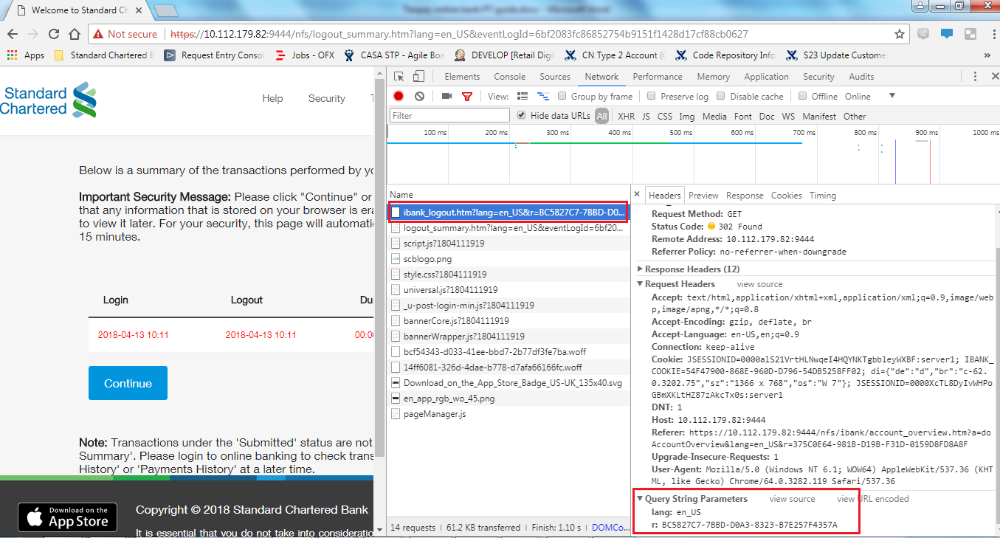 Welcome to Standard Ch
Not secure
https://10.112.179.82:9444/nfs/logout_summary.htm?lang=en_US&eventLogId=6bf2083fc86852754b9151f1428d17cf88cb0627
Apps Standard Chartered B Request Entry Conso Jobs - OFX CASA STP - Agile Boa DEVELOP [Retail Digi CN Type 2 Account (C Code Repository Info S23 Update Custome »
Standard
Chartered
Help Security
Below is a summary of the transactions performed by yo
Important Security Message: Please click "Continue" or
that any information that is stored on your browser is era
to view it later. For your security, this page will automati
15 minutes.
Login Logout Du
2018-04-13 10:11 2018-04-13 10:11 00:0
Continue
Note: Transactions under the 'Submitted' status are not
Summary'. Please login to online banking to check trans
History' or 'Payments History' at a later time.
Download on the
App Store
Copyright © 2018 Standard Chartered Bank
It is essential that you do not take into consideratio
Elements Console Sources Network Performance Memory Application Security Audits
View: Group by frame Preserve log Disable cache Offline Online
Filter Hide data URLs All XHR JS CSS Img Media Font Doc WS Manifest Other
100 ms 200 ms 300 ms 400 ms 500 ms 600 ms 700 ms 800 ms 900 ms 1000 ms
Name
ibank_logout.htm?lang=en_US&r=BC5827C7-7BBD-D0...
logout_summary.htm?lang=en_US&eventLogId=6bf20...
script.js?1804111919
scblogo.png
style.css?1804111919
universal.js?1804111919
_u-post-login-min.js?1804111919
bannerCore.js?1804111919
bannerWrapper.js?1804111919
bcf54343-d033-41ee-bbd7-2b77df3fe7ba.woff
14ff6081-326d-4dae-b778-d7afa66166fc.woff
Download_on_the_App_Store_Badge_US-UK_135x40.svg
en_app_rgb_wo_45.png
pageManager.js
14 requests | 61.2 KB transferred | Finish: 1.10 s | DOMCo...
Headers Preview Response Cookies Timing
Request Method: GET
Status Code: 302 Found
Remote Address: 10.112.179.82:9444
Referrer Policy: no-referrer-when-downgrade
Response Headers (12)
Request Headers view source
Accept: text/html,application/xhtml+xml,application/xml;q=0.9,image/web
p,image/apng,*/*;q=0.8
Accept-Encoding: gzip, deflate, br
Accept-Language: en-US,en;q=0.9
Connection: keep-alive
Cookie: JSESSIONID=0000alS21VrtHLNwqeI4HQYNKTgbbleyWXBF:server1; IBANK_
COOKIE=54F47900-868E-960D-D796-54DB5258FF02; di={"de":"d","br":"c-62.
0.3202.75","sz":"1366 x 768","os":"W 7"}; JSESSIONID=0000XcTL8DyIvWHPo
GBmXKLtHZ87zAkcTx0s:server1
DNT: 1
Host: 10.112.179.82:9444
Referer: https://10.112.179.82:9444/nfs/ibank/account_overview.htm?a=do
AccountOverview&lang=en_US&r=375C0E64-981B-D19B-F31D-0159D8FD8A8F
Upgrade-Insecure-Requests: 1
User-Agent: Mozilla/5.0 (Windows NT 6.1; WOW64) AppleWebKit/537.36 (KHT
ML, like Gecko) Chrome/64.0.3282.119 Safari/537.36
Query String Parameters view source view URL encoded
lang: en_US
r: BC5827C7-7BBD-D0A3-8323-B7E257F4357A